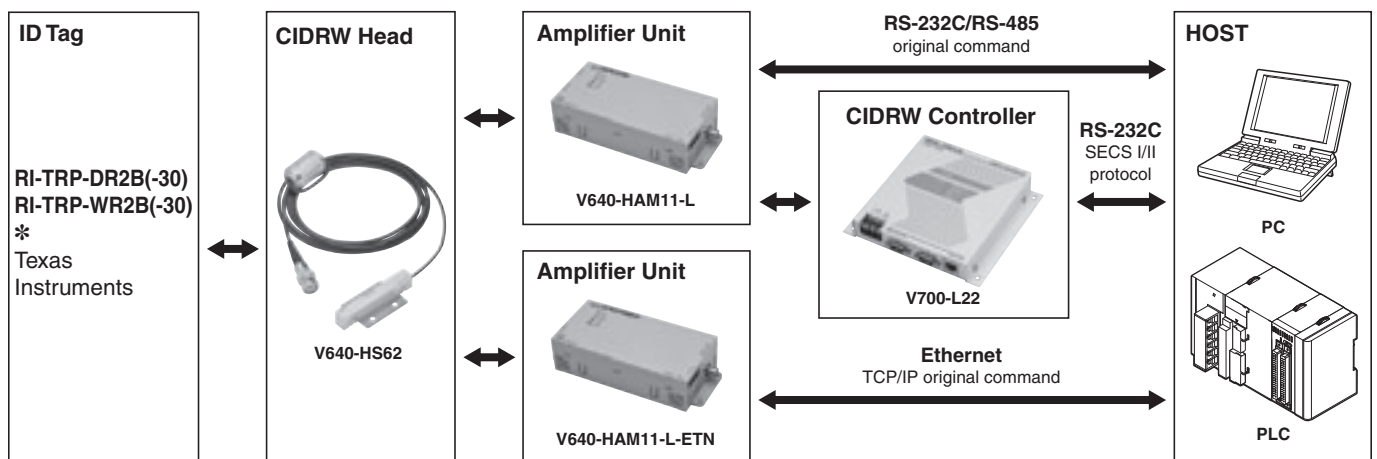 ID Tag
RI-TRP-DR2B(-30)
RI-TRP-WR2B(-30)
*
Texas
Instruments
CIDRW Head
V640-HS62
Amplifier Unit
V640-HAM11-L
Amplifier Unit
V640-HAM11-L-ETN
RS-232C/RS-485
original command
CIDRW Controller
V700-L22
RS-232C
SECS I/II
protocol
Ethernet
TCP/IP original command
HOST
PC
PLC